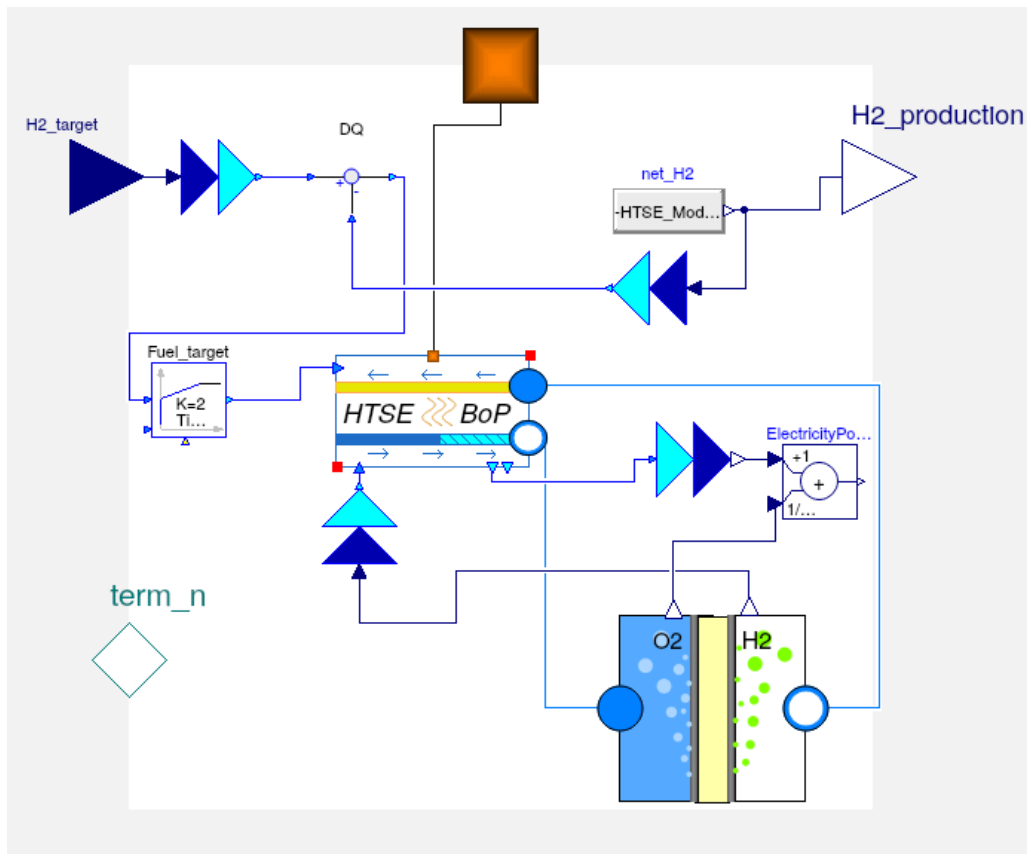 H2_target
DQ
H2_production
+
-
net_H2
-HTSE_Mod...
Fuel_target
K=2
Ti...
HTSE BoP
ElectricityPo...
+1
+
1/...
term_n
O2
H2